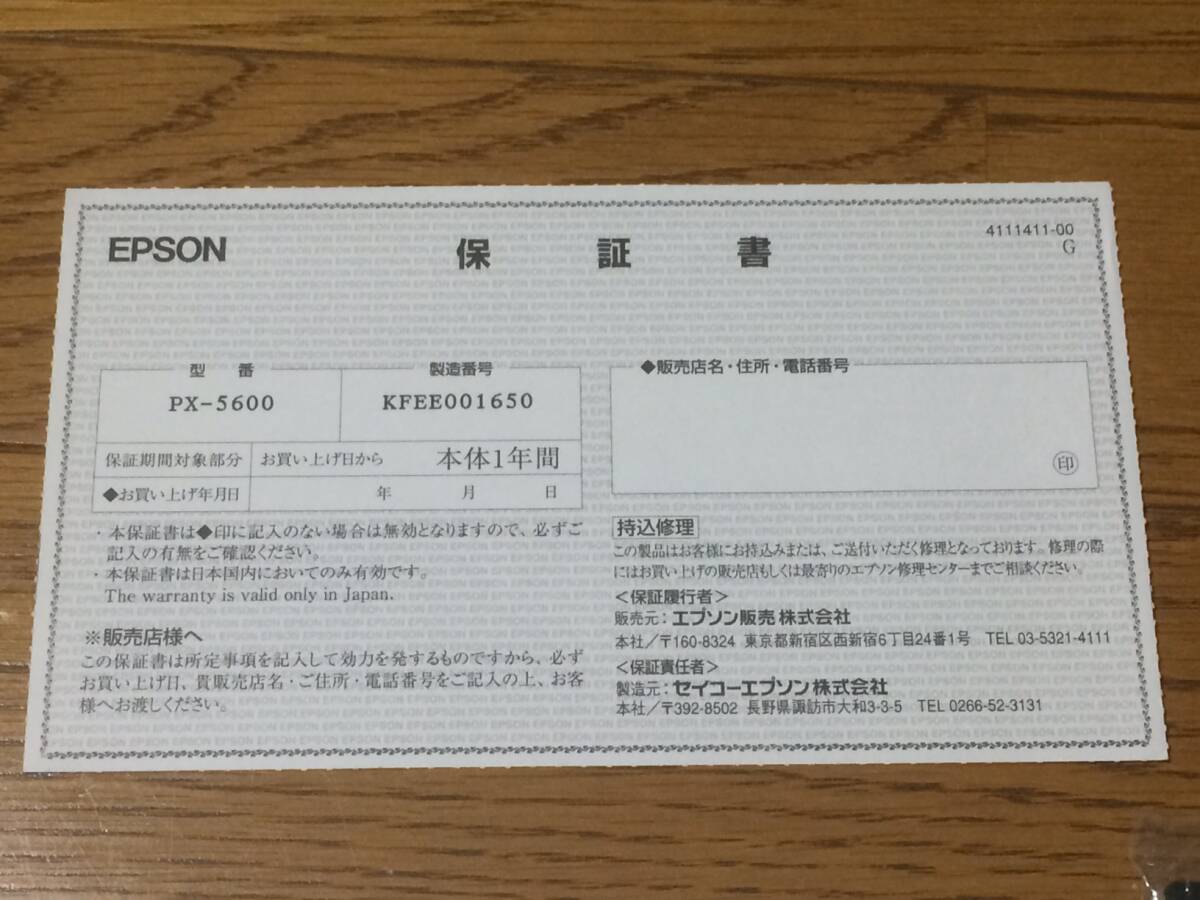 EPSON
保証書
4111411-00
G
型番
PX-5600
製造番号
KFEE001650
保証期間対象部分 お買い上げ日から 本体1年間
◆お買い上げ年月日 年 月 日
・本保証書は◆印に記入のない場合は無効となりますので、必ずご
記入の有無をご確認ください。
・本保証書は日本国内においてのみ有効です。
The warranty is valid only in Japan.
※販売店様へ
この保証書は所定事項を記入して効力を発するものですから、必ず
お買い上げ日、貴販売店名・ご住所・電話番号をご記入の上、お客
様へお渡しください。
◆販売店名・住所・電話番号
印
持込修理
この製品はお客様にお持込みまたは、ご送付いただく修理となっております。修理の際
にはお買い上げの販売店もしくは最寄りのエプソン修理センターまでご相談ください。
<保証履行者>
販売元：エプソン販売株式会社
本社/〒160-8324 東京都新宿区西新宿6丁目24番1号 TEL 03-5321-4111
<保証責任者>
製造元：セイコーエプソン株式会社
本社/〒392-8502 長野県諏訪市大和3-3-5 TEL 0266-52-3131